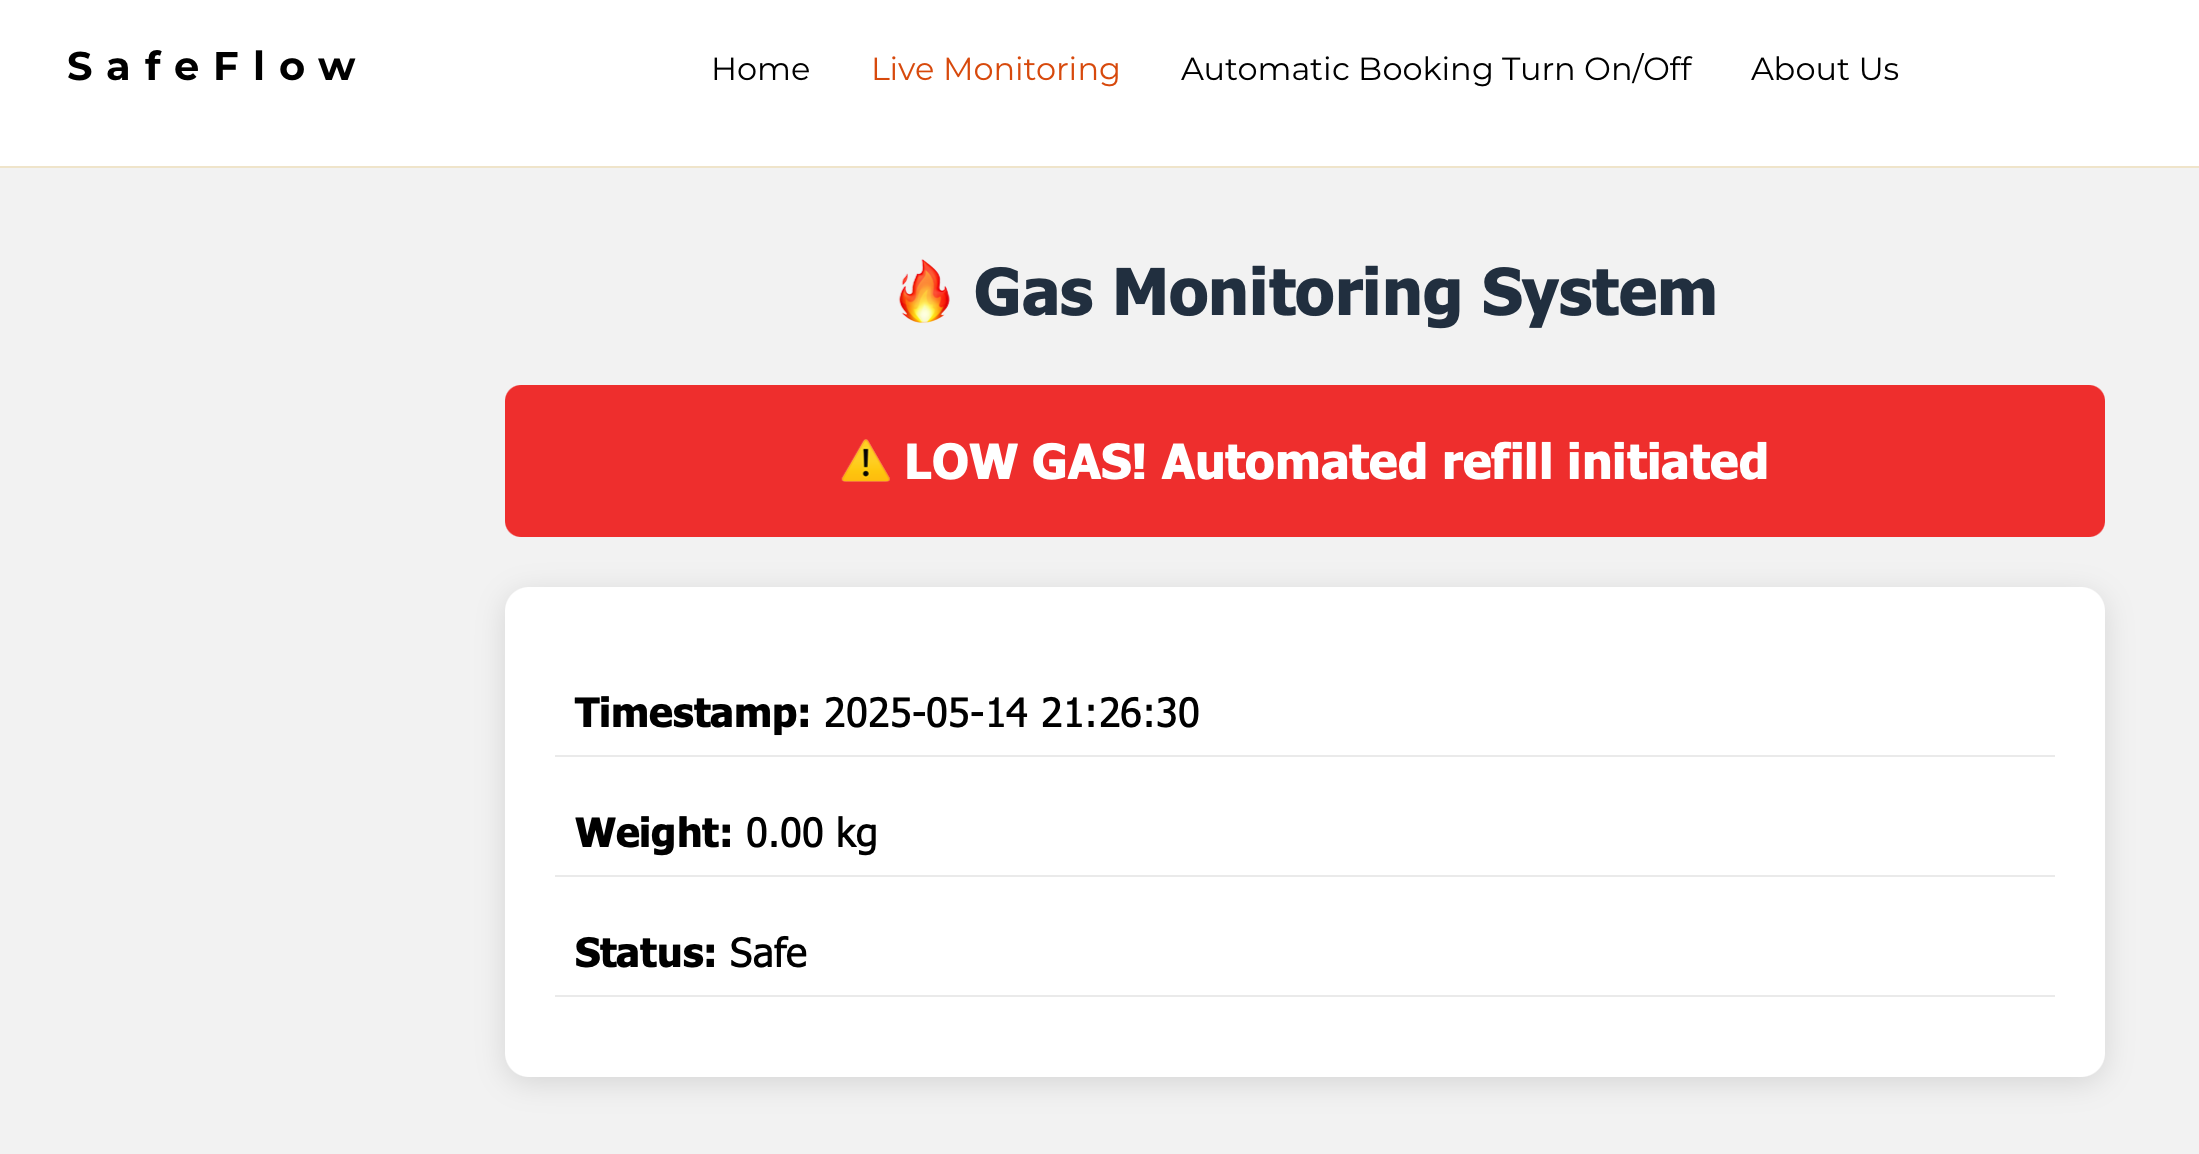 SafeFlow
Home Live Monitoring Automatic Booking Turn On/Off About Us
🔥 Gas Monitoring System
⚠️ LOW GAS! Automated refill initiated
Timestamp: 2025-05-14 21:26:30
Weight: 0.00 kg
Status: Safe